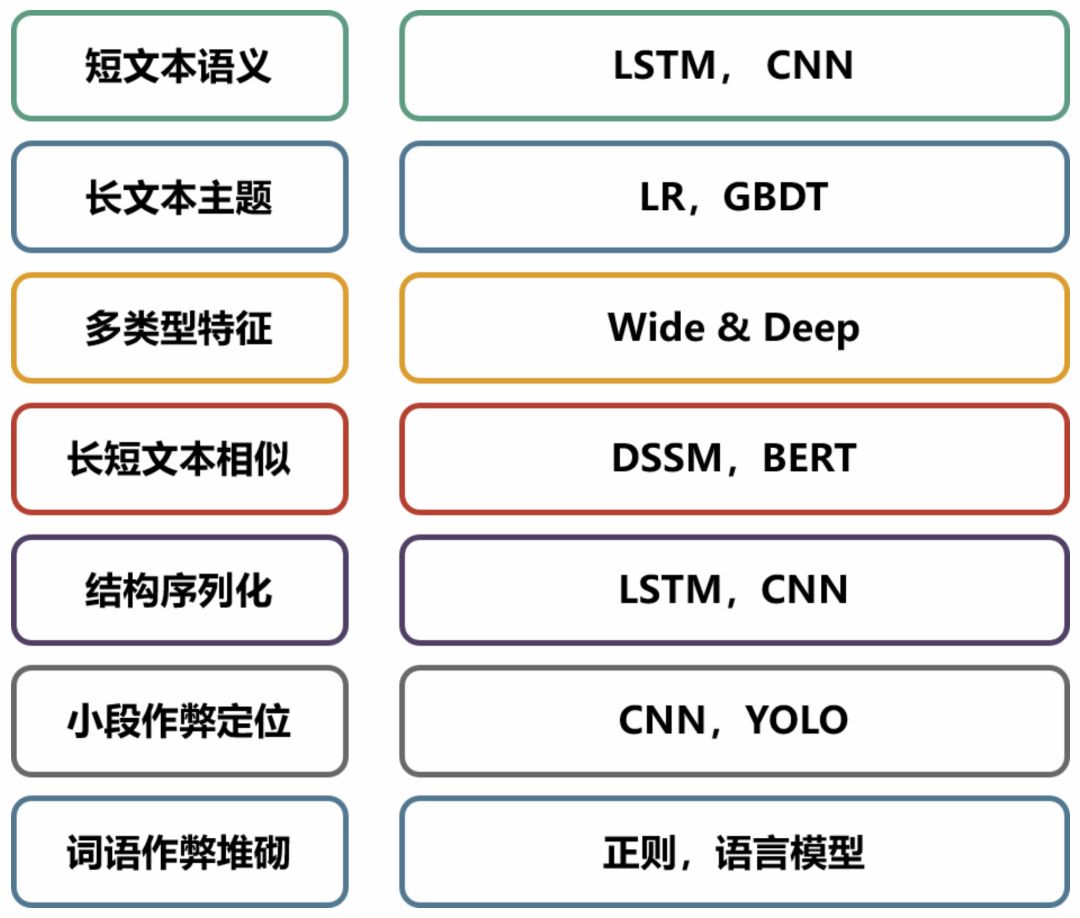 短文本语义
LSTM， CNN
长文本主题
LR，GBDT
多类型特征
Wide & Deep
长短文本相似
DSSM，BERT
结构序列化
LSTM，CNN
小段作弊定位
CNN，YOLO
词语作弊堆砌
正则，语言模型